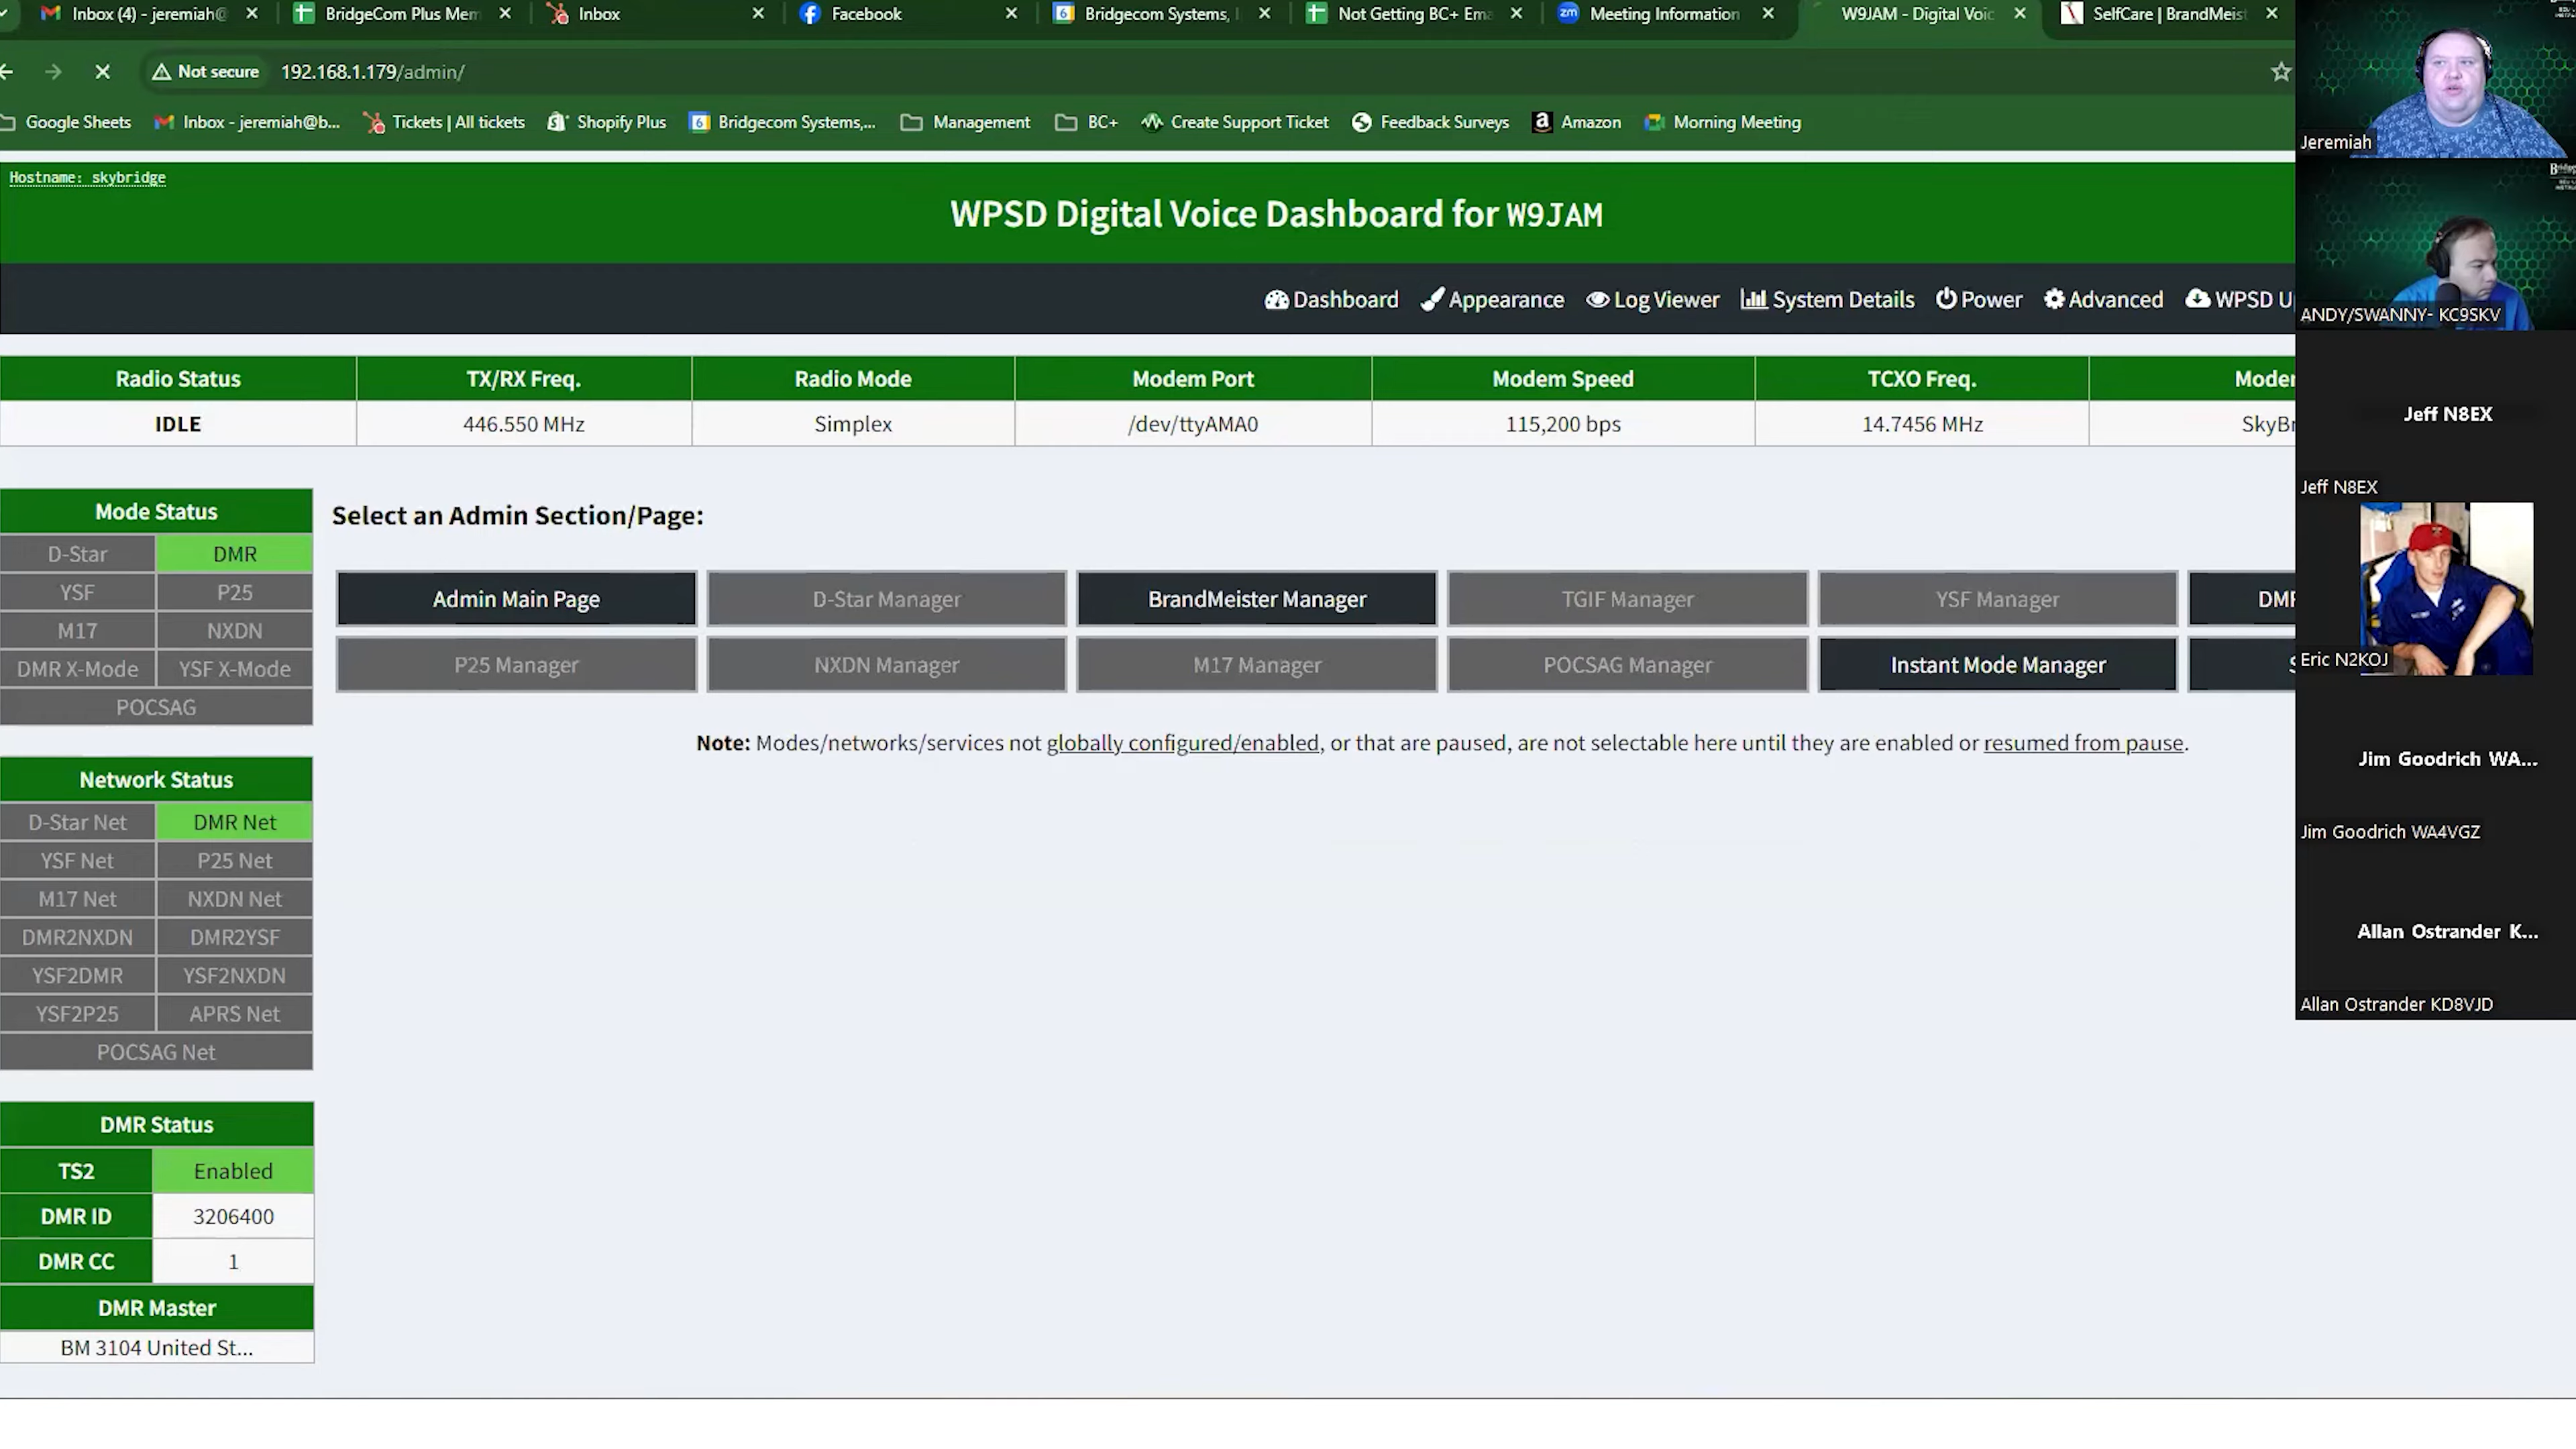 Inbox (4) - jeremiah@
BridgeCom Plus Mem
Inbox
Facebook
Bridgecom Systems, I
Not Getting BC+ Ema
Meeting Information
W9JAM - Digital Voic
SelfCare | BrandMeist
Not secure 192.168.1.179/admin/
Google Sheets Inbox - jeremiah@b... Tickets | All tickets Shopify Plus Bridgecom Systems,... Management BC+ Create Support Ticket Feedback Surveys Amazon Morning Meeting
Hostname: skybridge
WPSD Digital Voice Dashboard for W9JAM
Dashboard Appearance Log Viewer System Details Power Advanced WPSD U
Radio Status TX/RX Freq. Radio Mode Modem Port Modem Speed TCXO Freq. Moder
IDLE 446.550 MHz Simplex /dev/ttyAMA0 115,200 bps 14.7456 MHz SkyBr
Mode Status
D-Star DMR
YSF P25
M17 NXDN
DMR X-Mode YSF X-Mode
POCSAG
Network Status
D-Star Net DMR Net
YSF Net P25 Net
M17 Net NXDN Net
DMR2NXDN DMR2YSF
YSF2DMR YSF2NXDN
YSF2P25 APRS Net
POCSAG Net
DMR Status
TS2 Enabled
DMR ID 3206400
DMR CC 1
DMR Master
BM 3104 United St...
Select an Admin Section/Page:
Admin Main Page D-Star Manager BrandMeister Manager TGIF Manager YSF Manager DMR
P25 Manager NXDN Manager M17 Manager POCSAG Manager Instant Mode Manager S
Note: Modes/networks/services not globally configured/enabled, or that are paused, are not selectable here until they are enabled or resumed from pause.
Jeremiah
ANDY/SWANNY- KC9SKV
Jeff N8EX
Jeff N8EX
Eric N2KOJ
Jim Goodrich WA...
Jim Goodrich WA4VGZ
Allan Ostrander K...
Allan Ostrander KD8VJD